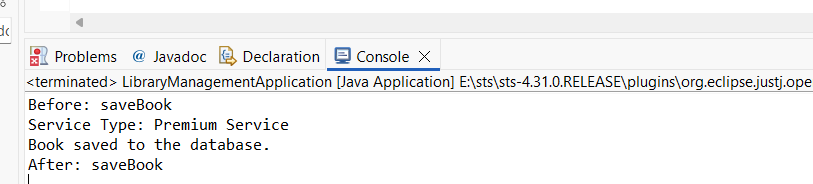 Problems @ Javadoc Declaration Console
<terminated> LibraryManagementApplication [Java Application] E:\sts\sts-4.31.0.RELEASE\plugins\org.eclipse.justj.ope
Before: saveBook
Service Type: Premium Service
Book saved to the database.
After: saveBook